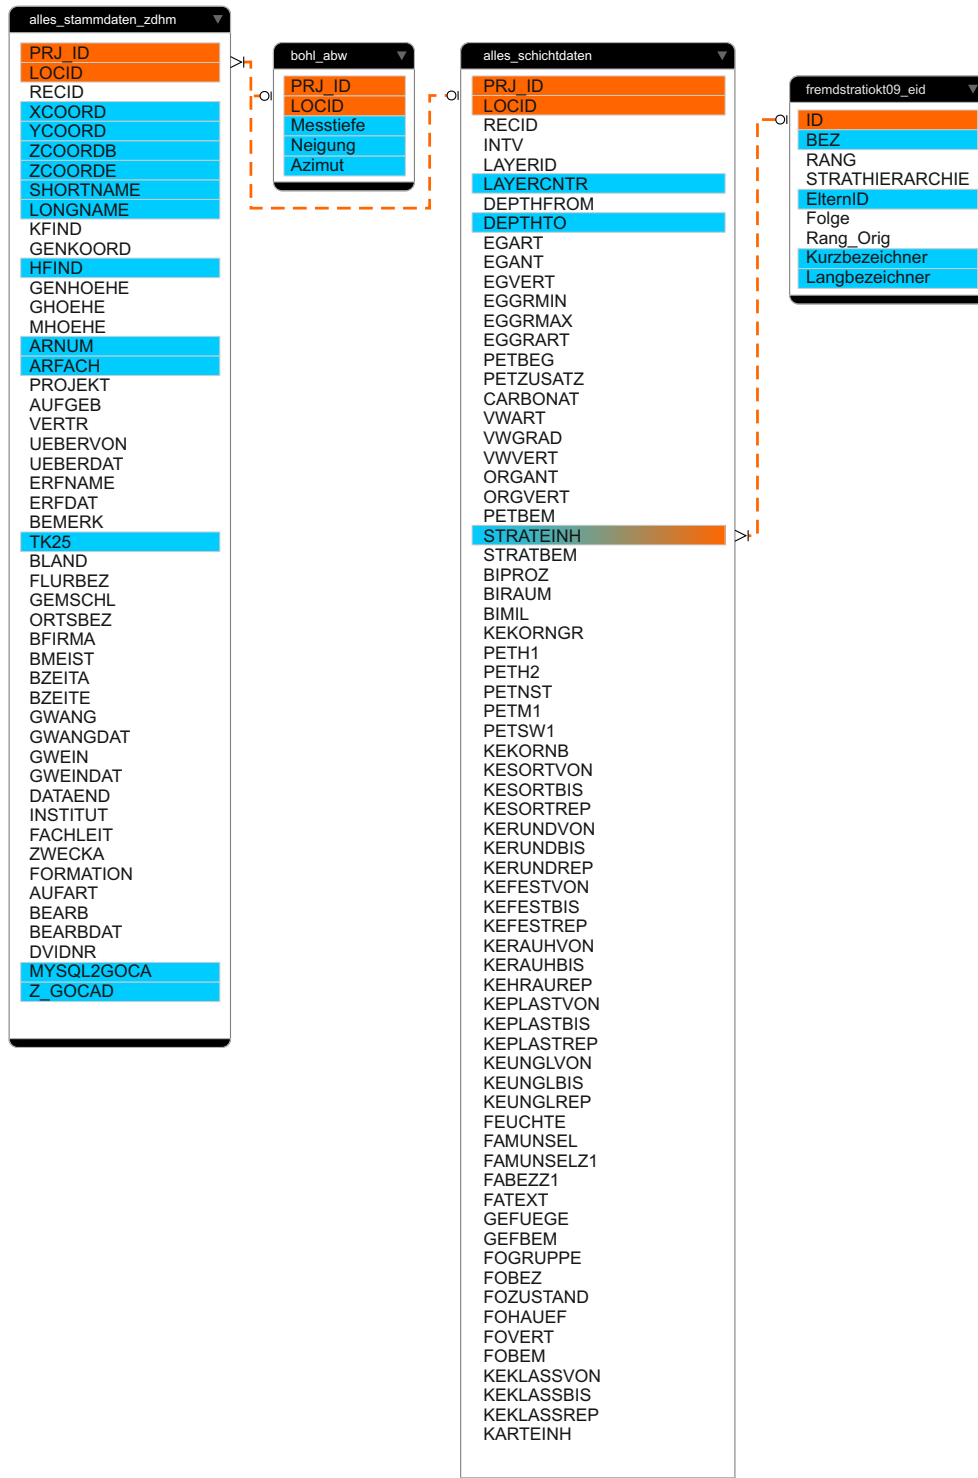 alles_stammdaten_zdhm
PRJ_ID
LOCID
RECID
XCOORD
YCOORD
ZCOORDB
ZCOORDE
SHORTNAME
LONGNAME
KFIND
GENKOORD
HFIND
GENHOEHE
GHOEHE
MHOEHE
ARNUM
ARFACH
PROJEKT
AUFGEB
VERTR
UEBERVON
UEBERDAT
ERFNAME
ERFDAT
BEMERK
TK25
BLAND
FLURBEZ
GEMSCHL
ORTSBEZ
BFIRMA
BMEIST
BZEITA
BZEITE
GWANG
GWANGDAT
GWEIN
GWEINDAT
DATAEND
INSTITUT
FACHLEIT
ZWECKA
FORMATION
AUFART
BEARB
BEARBDAT
DVIDNR
MYSQL2GOCA
Z_GOCAD
bohl_abw
PRJ_ID
LOCID
Messtiefe
Neigung
Azimut
alles_schichtdaten
PRJ_ID
LOCID
RECID
INTV
LAYERID
LAYERCNTR
DEPTHFROM
DEPTHTO
EGART
EGANT
EGVERT
EGGRMIN
EGGRMAX
EGGRART
PETBEG
PETZUSATZ
CARBONAT
VWART
VWGRAD
VWVERT
ORGANT
ORGVERT
PETBEM
STRATEINH
STRATBEM
BIPROZ
BIRAUM
BIMIL
KEKORNGR
PETH1
PETH2
PETNST
PETM1
PETSW1
KEKORNB
KESORTVON
KESORTBIS
KESORTREP
KERUNDVON
KERUNDBIS
KERUNDREP
KEFESTVON
KEFESTBIS
KEFESTREP
KERAUHVON
KERAUHBIS
KEHRAUREP
KEPLASTVON
KEPLASTBIS
KEPLASTREP
KEUNGLVON
KEUNGLBIS
KEUNGLREP
FEUCHTE
FAMUNSEL
FAMUNSELZ1
FABEZZ1
FATEXT
GEFUEGE
GEFBEM
FOGRUPPE
FOBEZ
FOZUSTAND
FOHAUEF
FOVERT
FOBEM
KEKLASSVON
KEKLASSBIS
KEKLASSREP
KARTEINH
fremdstratiokt09_eid
ID
BEZ
RANG
STRATHIERARCHIE
ElternID
Folge
Rang_Orig
Kurzbezeichner
Langbezeichner